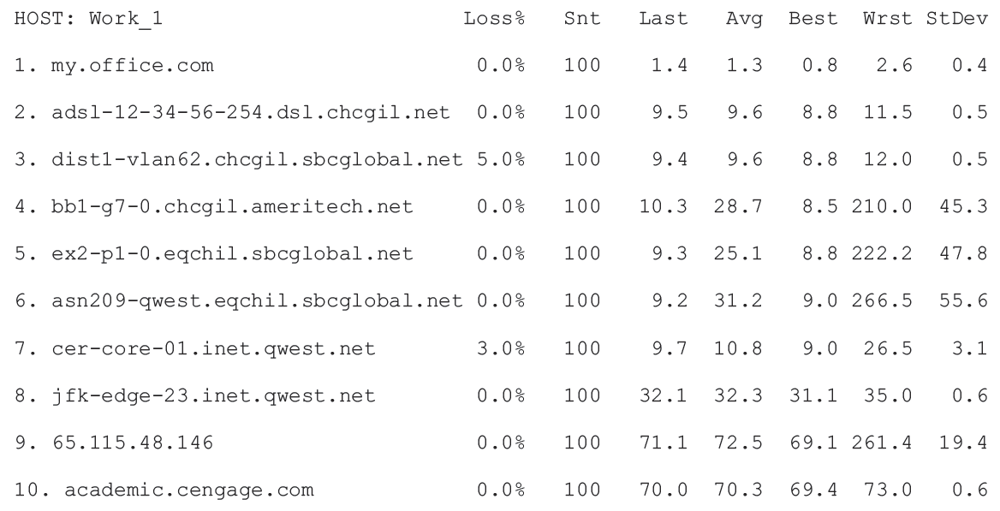 HOST: Work_1 Loss% Snt Last Avg Best Wrst StDev
1. my.office.com 0.0% 100 1.4 1.3 0.8 2.6 0.4
2. adsl-12-34-56-254.dsl.chcgil.net 0.0% 100 9.5 9.6 8.8 11.5 0.5
3. dist1-vlan62.chcgil.sbcglobal.net 5.0% 100 9.4 9.6 8.8 12.0 0.5
4. bb1-g7-0.chcgil.ameritech.net 0.0% 100 10.3 28.7 8.5 210.0 45.3
5. ex2-p1-0.eqchil.sbcglobal.net 0.0% 100 9.3 25.1 8.8 222.2 47.8
6. asn209-qwest.eqchil.sbcglobal.net 0.0% 100 9.2 31.2 9.0 266.5 55.6
7. cer-core-01.inet.qwest.net 3.0% 100 9.7 10.8 9.0 26.5 3.1
8. jfk-edge-23.inet.qwest.net 0.0% 100 32.1 32.3 31.1 35.0 0.6
9. 65.115.48.146 0.0% 100 71.1 72.5 69.1 261.4 19.4
10. academic.cengage.com 0.0% 100 70.0 70.3 69.4 73.0 0.6